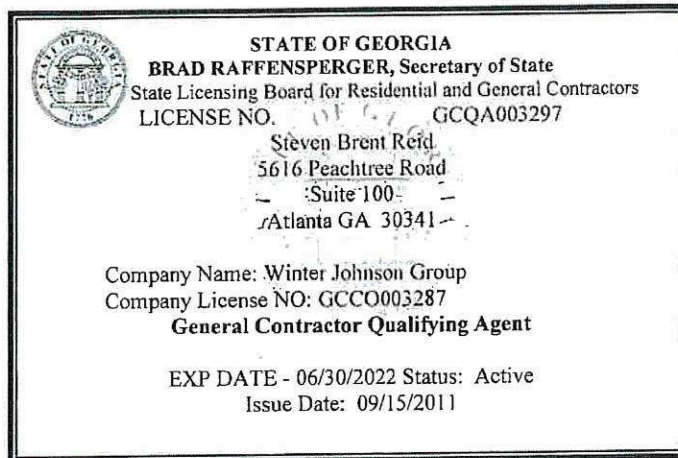 STATE OF GEORGIA
BRAD RAFFENSPERGER, Secretary of State
State Licensing Board for Residential and General Contractors
LICENSE NO. GCQA003297
Steven Brent Reid
5616 Peachtree Road
Suite 100
Atlanta GA 30341
Company Name: Winter Johnson Group
Company License NO: GCCO003287
General Contractor Qualifying Agent
EXP DATE - 06/30/2022 Status: Active
Issue Date: 09/15/2011